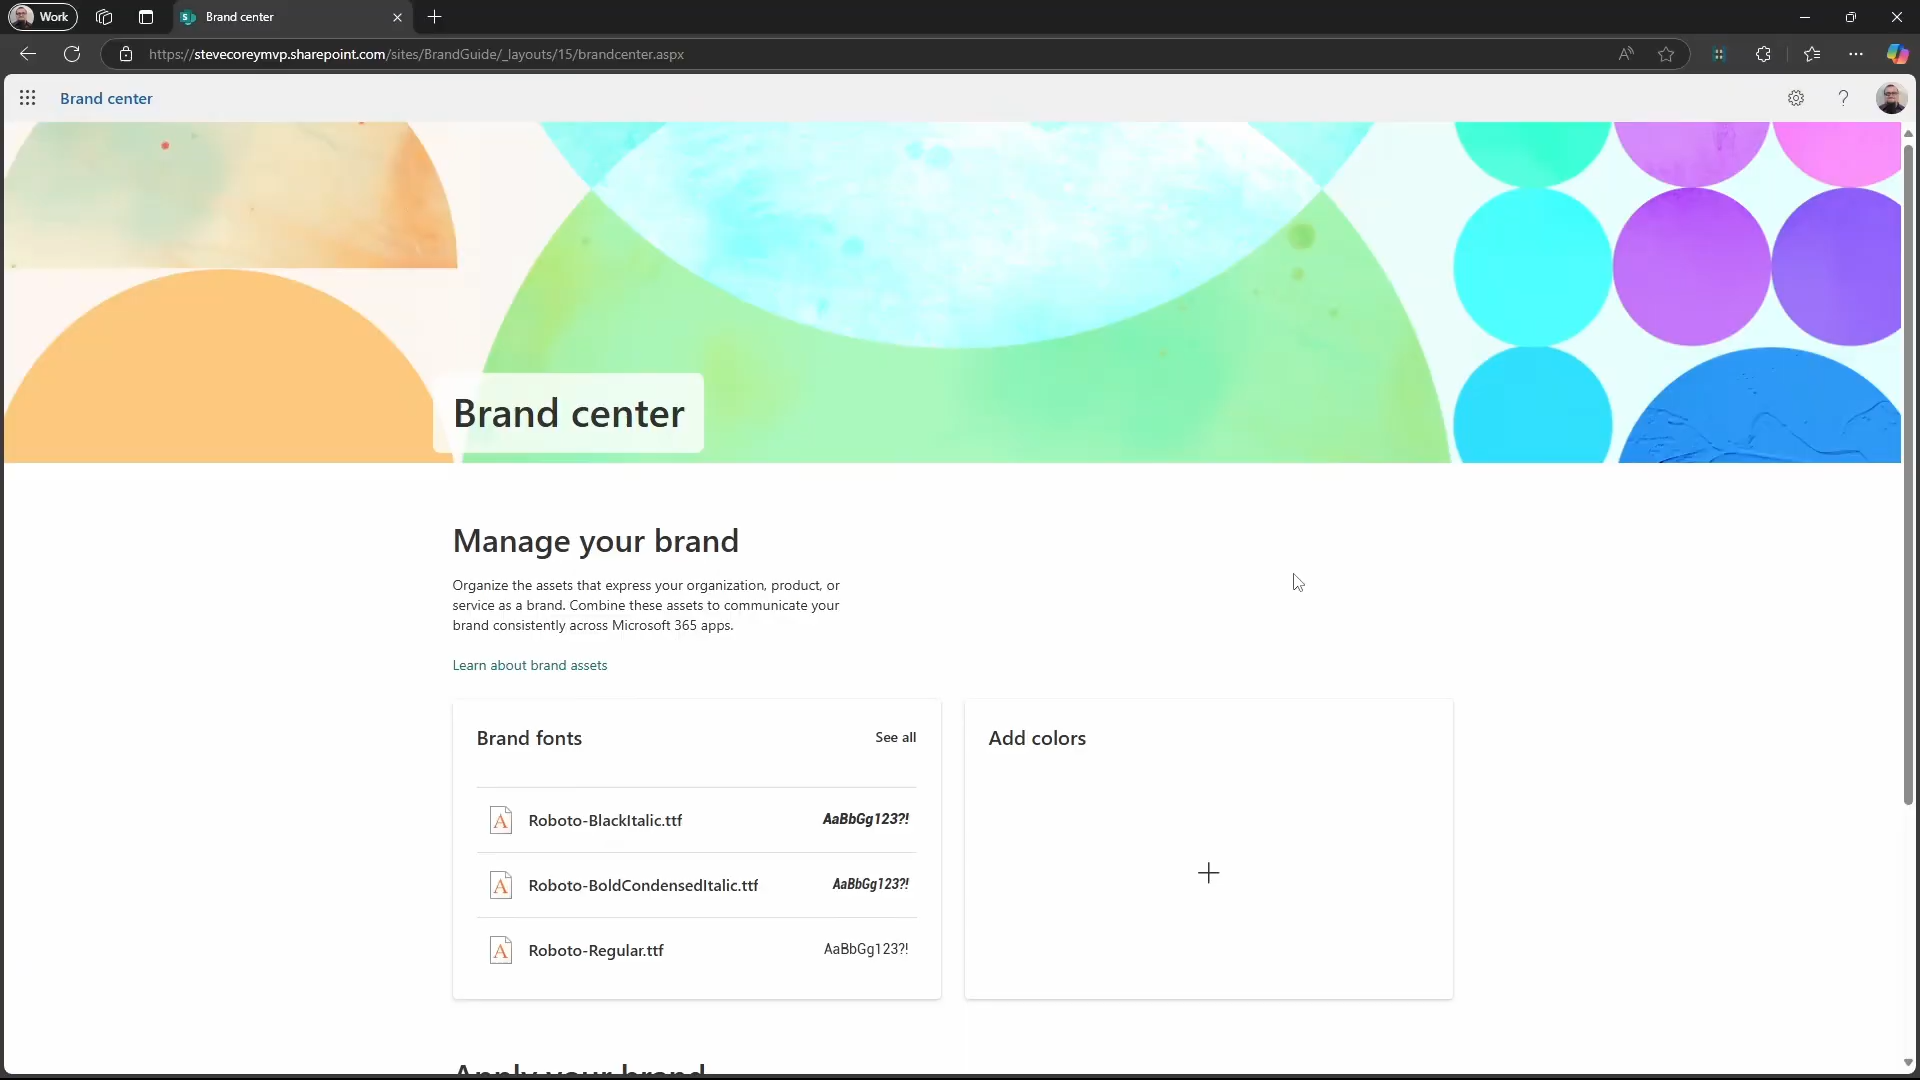 Work
Brand center
https://stevecoreymvp.sharepoint.com/sites/BrandGuide/_layouts/15/brandcenter.aspx
Brand center
Brand center
Manage your brand
Organize the assets that express your organization, product, or
service as a brand. Combine these assets to communicate your
brand consistently across Microsoft 365 apps.
Learn about brand assets
Brand fonts
See all
Roboto-BlackItalic.ttf
AaBbGg123?!
Roboto-BoldCondensedItalic.ttf
AaBbGg123?!
Roboto-Regular.ttf
AaBbGg123?!
Add colors
Apply your brand